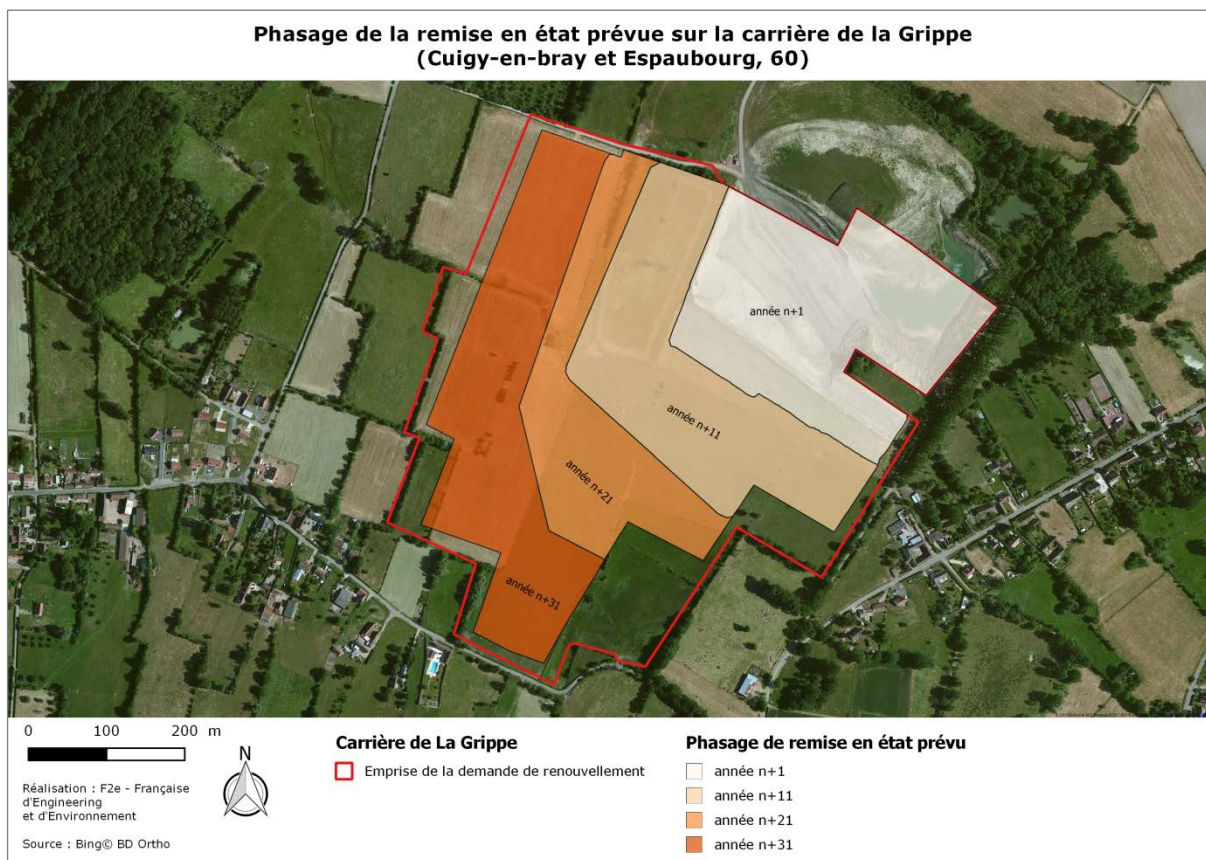 Phasage de la remise en état prévue sur la carrière de la Grippe
(Cuigy-en-bray et Espaubourg, 60)
année n+1
année n+11
année n+21
année n+31
0 100 200 m
N
Réalisation : F2e - Française
d'Engineering
et d'Environnement
Source : Bing© BD Ortho
Carrière de La Grippe
Emprise de la demande de renouvellement
Phasage de remise en état prévu
année n+1
année n+11
année n+21
année n+31